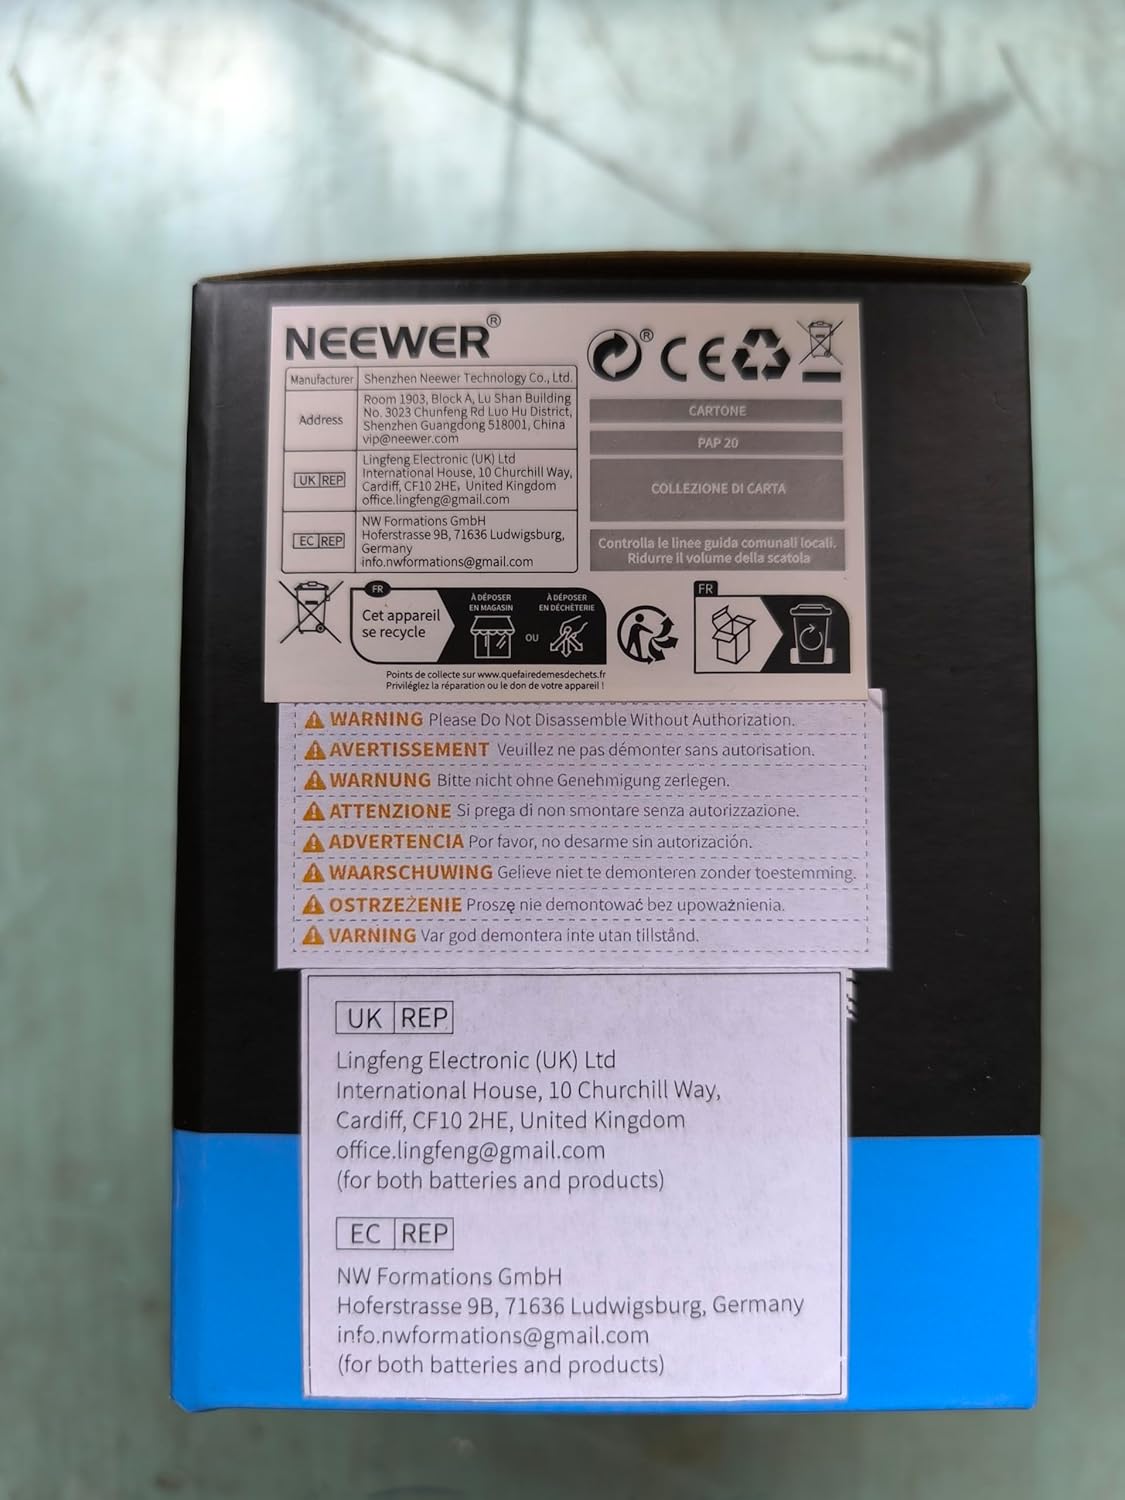 NEEWER®
Manufacturer Shenzhen Neewer Technology Co., Ltd.
Address
Room 1903, Block A, Lu Shan Building
No. 3023 Chunfeng Rd Luo Hu District,
Shenzhen Guangdong 518001, China
vip@neewer.com
UK REP
Lingfeng Electronic (UK) Ltd
International House, 10 Churchill Way,
Cardiff, CF10 2HE, United Kingdom
office.lingfeng@gmail.com
EC REP
NW Formations GmbH
Hoferstrasse 9B, 71636 Ludwigsburg,
Germany
info.nwformations@gmail.com
® CE
CARTONE
PAP 20
COLLEZIONE DI CARTA
Controlla le linee guida comunali locali.
Ridurre il volume della scatola
FR
Cet appareil
se recycle
À DÉPOSER
EN MAGASIN
OU
À DÉPOSER
EN DÉCHÈTERIE
FR
Points de collecte sur www.quefairedemesdechets.fr
Privilégiez la réparation ou le don de votre appareil !
WARNING Please Do Not Disassemble Without Authorization.
AVERTISSEMENT Veuillez ne pas démonter sans autorisation.
WARNUNG Bitte nicht ohne Genehmigung zerlegen.
ATTENZIONE Si prega di non smontare senza autorizzazione.
ADVERTENCIA Por favor, no desarme sin autorización.
WAARSCHUWING Gelieve niet te demonteren zonder toestemming.
OSTRZEŻENIE Proszę nie demontować bez upoważnienia.
VARNING Var god demontera inte utan tillstånd.
UK REP
Lingfeng Electronic (UK) Ltd
International House, 10 Churchill Way,
Cardiff, CF10 2HE, United Kingdom
office.lingfeng@gmail.com
(for both batteries and products)
EC REP
NW Formations GmbH
Hoferstrasse 9B, 71636 Ludwigsburg, Germany
info.nwformations@gmail.com
(for both batteries and products)